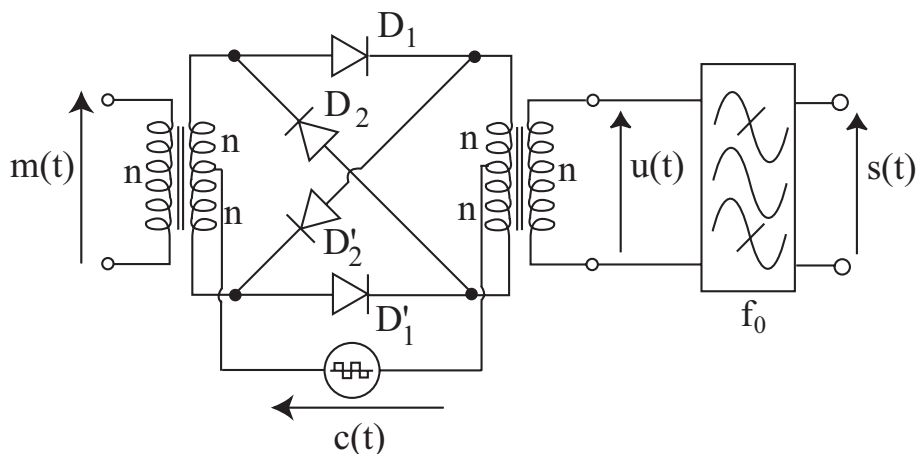 D₁
D₂
n
n
n
m(t)
n
n
n
u(t)
s(t)
D'₂
D'₁
f₀
c(t)